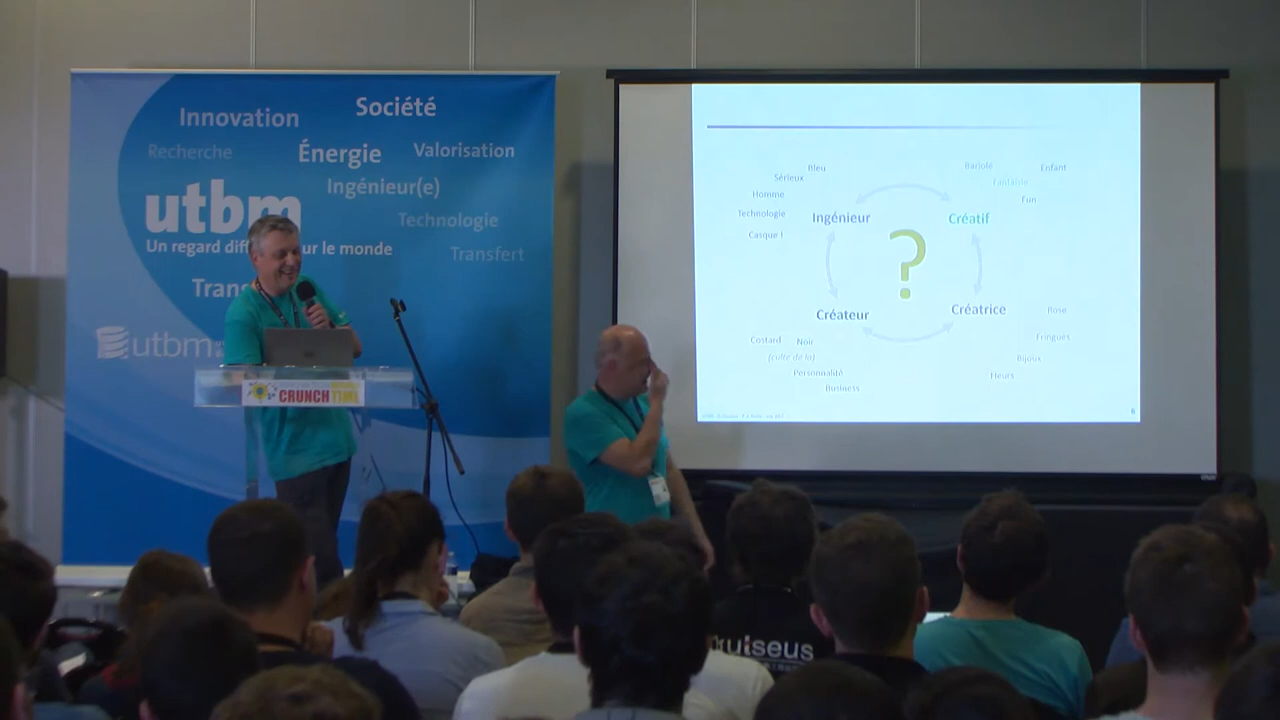 Innovation
Société
Recherche
Énergie
Valorisation
Ingénieur(e)
utbm
Technologie
Un regard diff
ur le monde
Transfert
Trans
utbm
CRUNCH TIME
Bleu
Sérieux
Homme
Technologie
Casque !
Ingénieur
Bariolé
Enfant
Fantaisie
Fun
Créatif
?
Créateur
Créatrice
Costard
Noir
(culte de la)
Personnalité
Business
Rose
Fringues
Bijoux
Fleurs
6